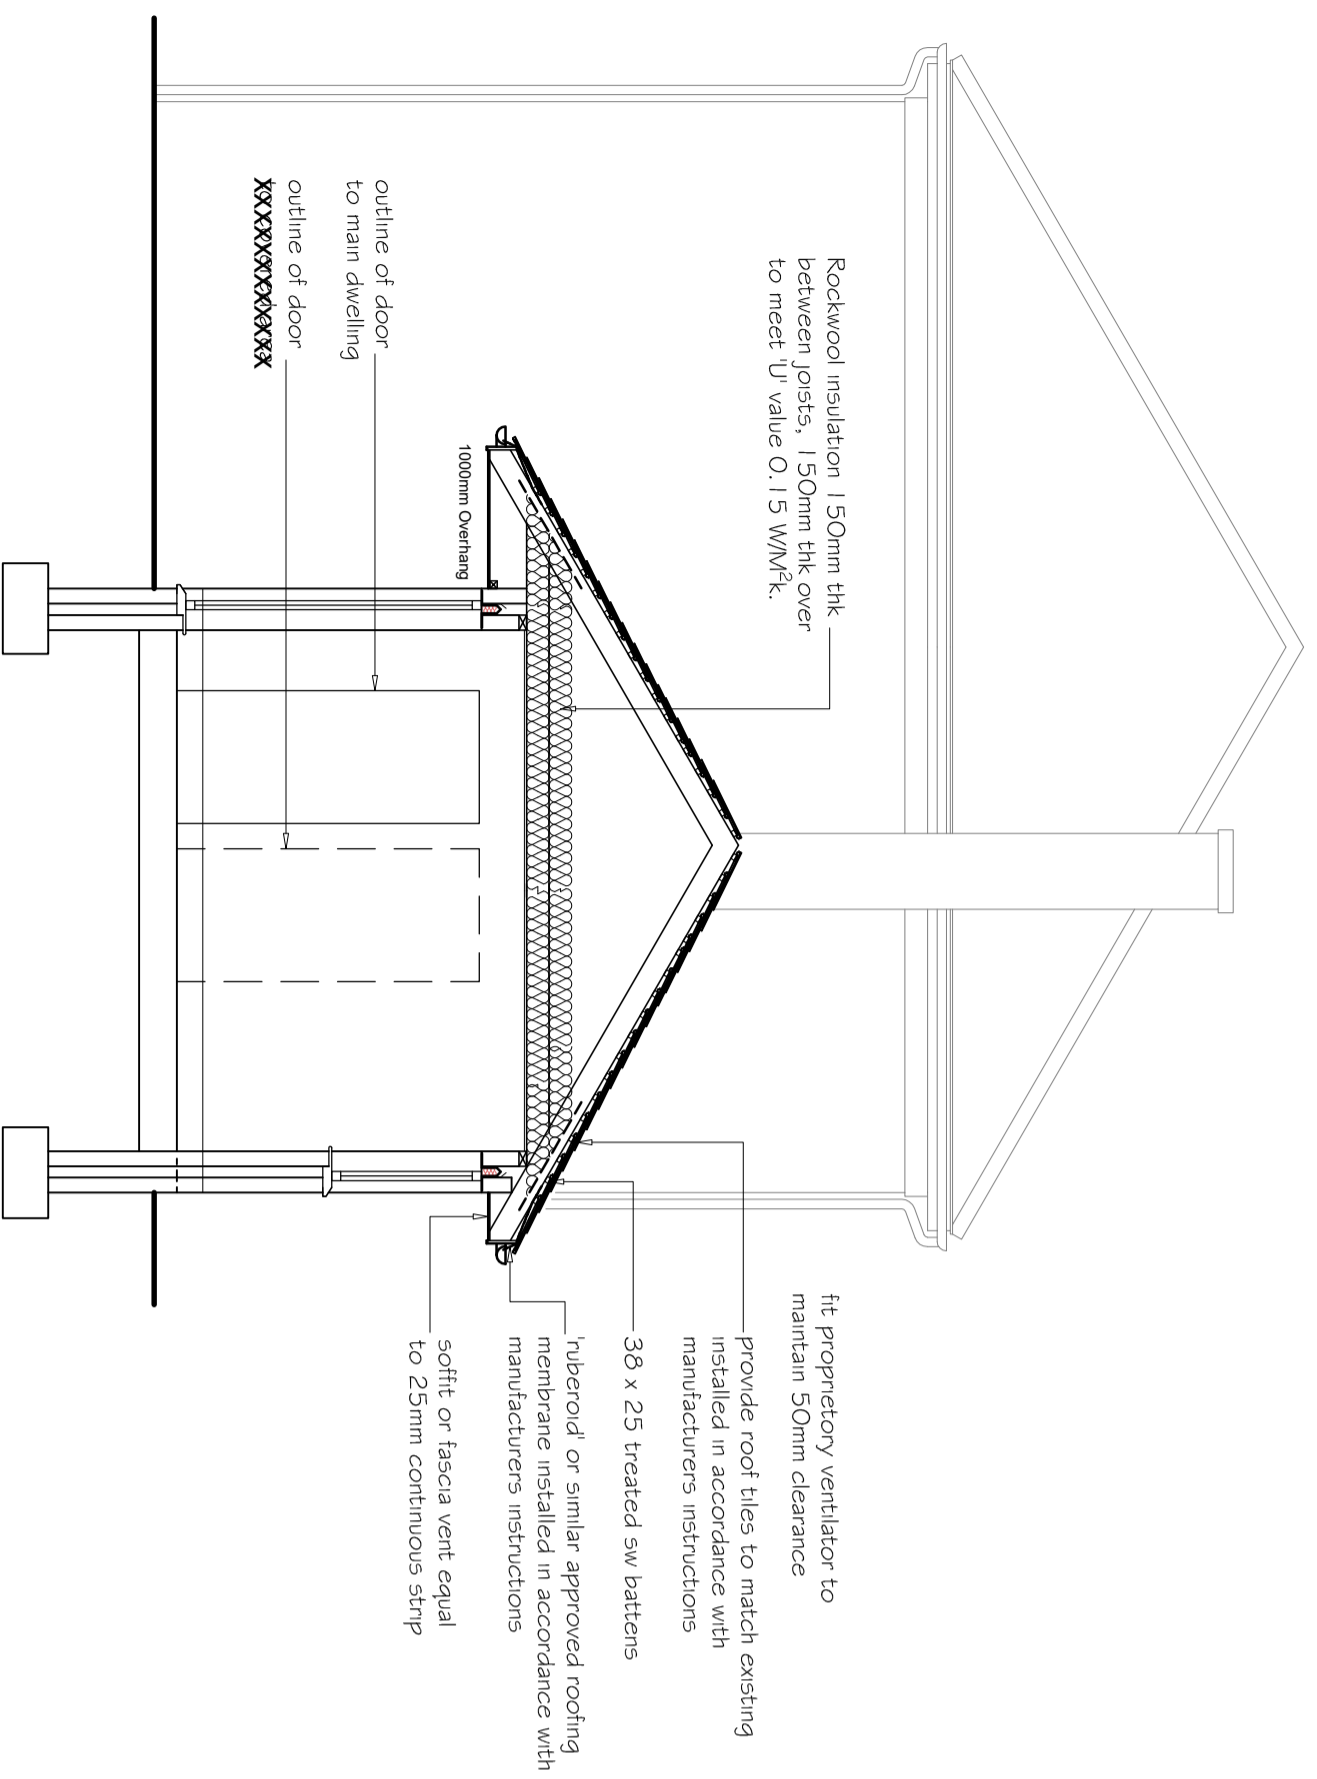 Rockwool insulation 150mm thk
between joists, 150mm thk over
to meet 'U' value 0.15 W/M²k.
outline of door
to main dwelling
outline of door
1000mm Overhang
fit proprietory ventilator to
maintain 50mm clearance
provide roof tiles to match existing
installed in accordance with
manufacturers instructions
38 x 25 treated sw battens
'ruberoid' or similar approved roofing
membrane installed in accordance with
manufacturers instructions
soffit or fascia vent equal
to 25mm continuous strip